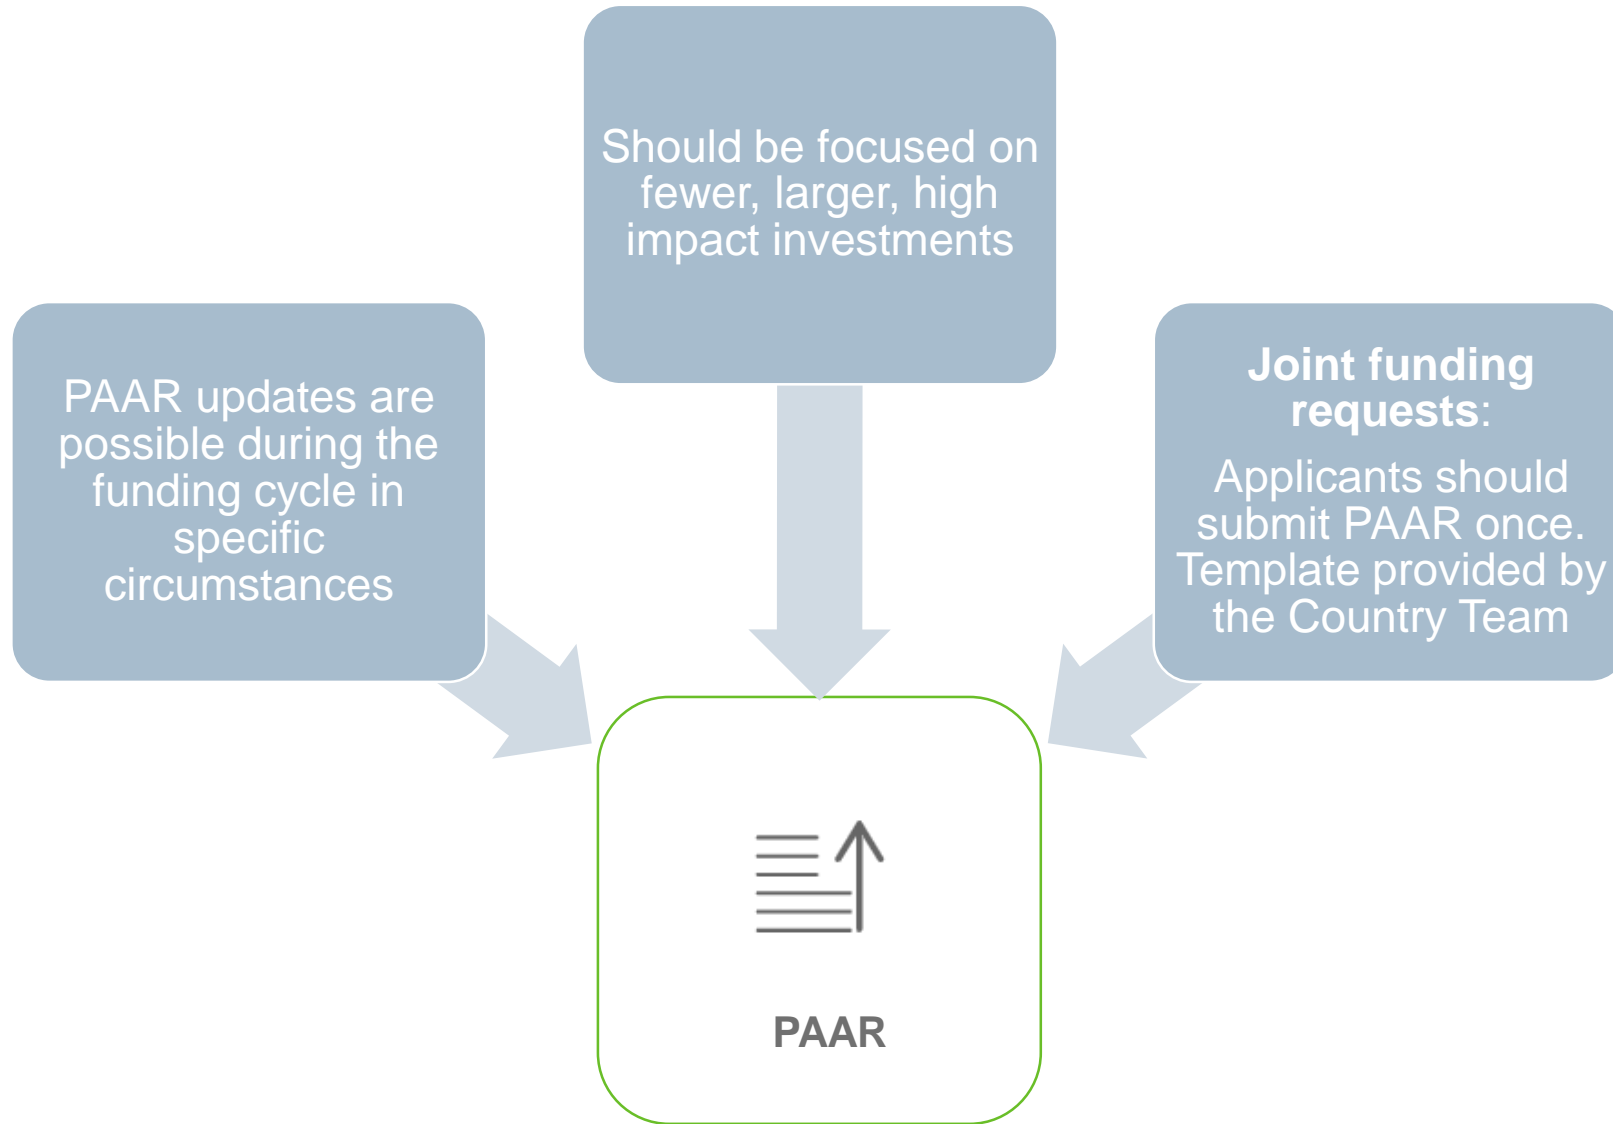 Should be focused on
fewer, larger, high
impact investments
PAAR updates are
possible during the
funding cycle in
specific
circumstances
Joint funding
requests:
Applicants should
submit PAAR once.
Template provided by
the Country Team
PAAR